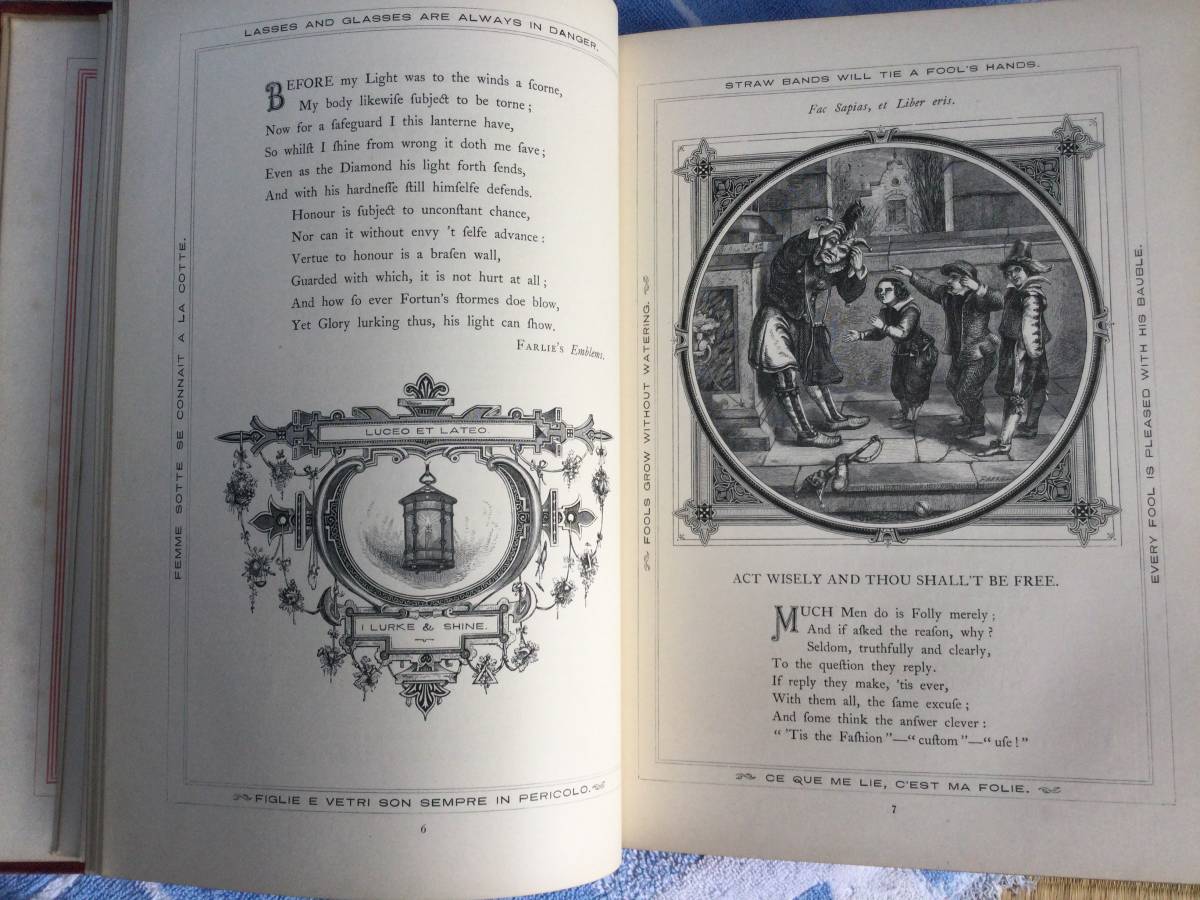 LASSES AND GLASSES ARE ALWAYS IN DANGER.
FEMME SOTTE SE CONNAIT A LA COTTE.
BEFORE my Light was to the winds a ſcorne,
My body likewiſe ſubject to be torne;
Now for a ſafeguard I this lanterne have,
So whilſt I ſhine from wrong it doth me ſave;
Even as the Diamond his light forth ſends,
And with his hardneſſe ſtill himſelfe defends.
Honour is ſubject to unconſtant chance,
Nor can it without envy 't ſelfe advance:
Vertue to honour is a braſen wall,
Guarded with which, it is not hurt at all;
And how ſo ever Fortun's ſtormes doe blow,
Yet Glory lurking thus, his light can ſhow.
FARLIE'S Emblems.
LUCEO ET LATEO.
I LURKE & SHINE.
FIGLIE E VETRI SON SEMPRE IN PERICOLO.
6
STRAW BANDS WILL TIE A FOOL'S HANDS.
Fac Sapias, et Liber eris.
FOOLS GROW WITHOUT WATERING.
EVERY FOOL IS PLEASED WITH HIS BAUBLE.
ACT WISELY AND THOU SHALL'T BE FREE.
MUCH Men do is Folly merely;
And if aſked the reaſon, why?
Seldom, truthfully and clearly,
To the queſtion they reply.
If reply they make, 'tis ever,
With them all, the ſame excuſe;
And ſome think the anſwer clever:
“ 'Tis the Faſhion”—“ cuſtom”—“ uſe!”
CE QUE ME LIE, C'EST MA FOLIE.
7